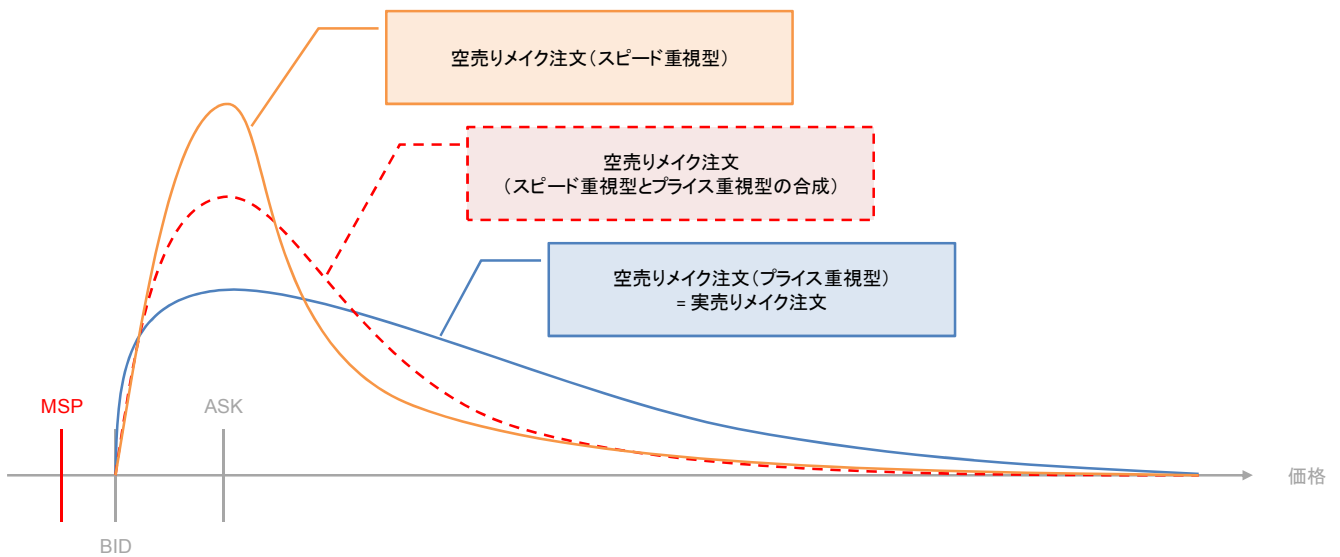 空売りメイク注文（スピード重視型）
空売りメイク注文
（スピード重視型とプライス重視型の合成）
空売りメイク注文（プライス重視型）
= 実売りメイク注文
MSP
ASK
価格
BID